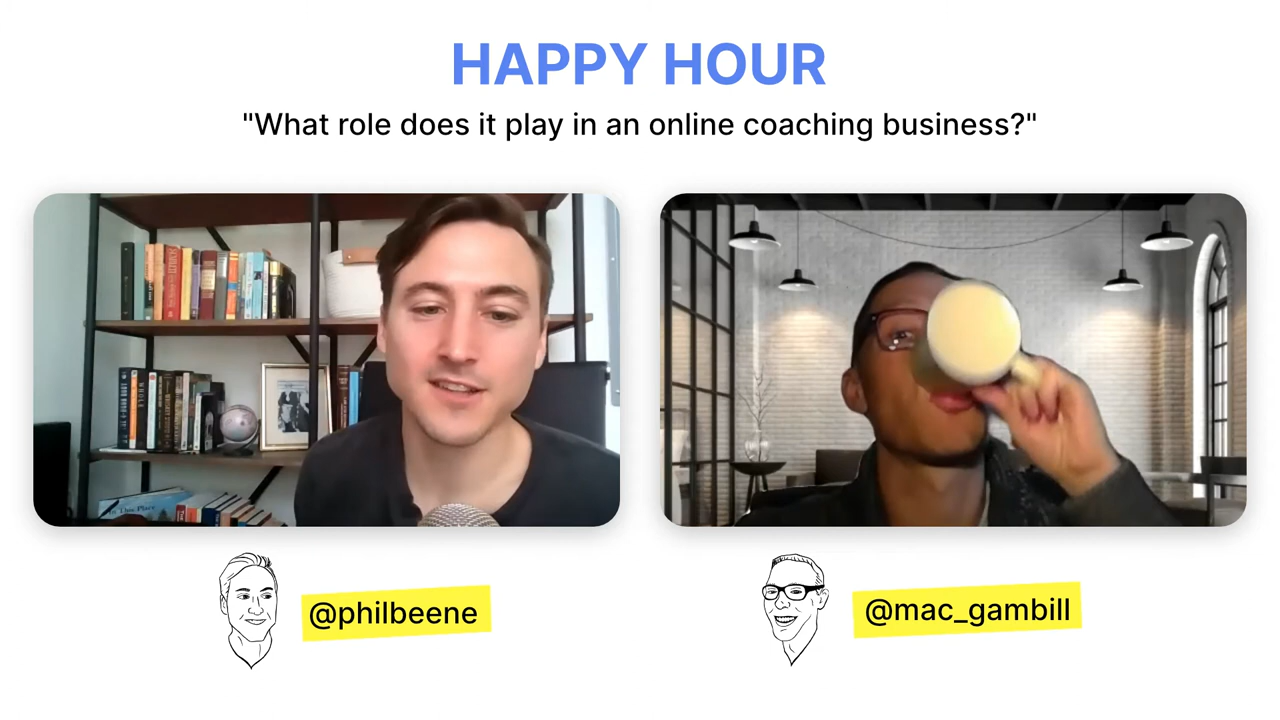 HAPPY HOUR
"What role does it play in an online coaching business?"
@philbeene
@mac_gambill